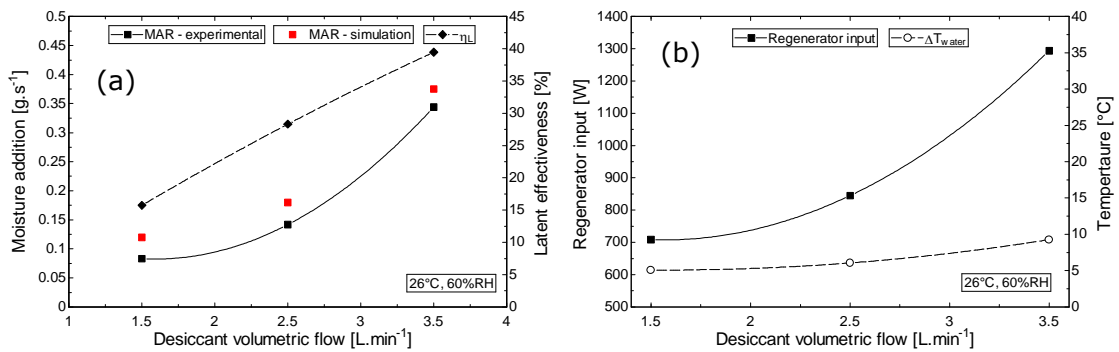 MAR - experimental MAR - simulation ηL
(a)
Moisture addition [g.s-1]
0.5
0.45
0.4
0.35
0.3
0.25
0.2
0.15
0.1
0.05
0
1 1.5 2 2.5 3 3.5 4
Desiccant volumetric flow [L.min-1]
45
40
35
30
25
20
15
10
5
0
Latent effectiveness [%]
26°C, 60%RH
Regenerator input ΔTwater
(b)
Regenerator input [W]
1400
1300
1200
1100
1000
900
800
700
600
500
1.5 2.0 2.5 3.0 3.5
Desiccant volumetric flow [L.min-1]
40
35
30
25
20
15
10
5
0
Tempertaure [°C]
26°C, 60%RH